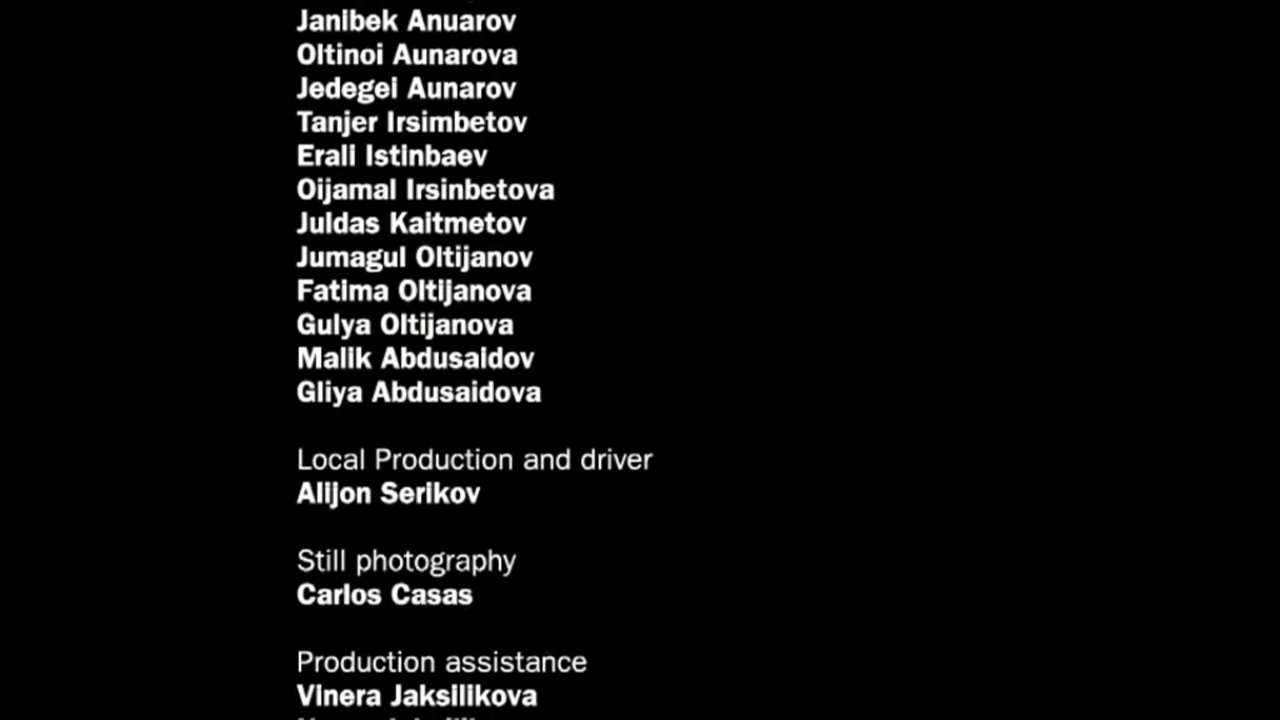 Janibek Anuarov
Oltinoi Aunarova
Jedegei Aunarov
Tanjer Irsimbetov
Erali Istinbaev
Oijamal Irsinbetova
Juldas Kaitmetov
Jumagul Oltijanov
Fatima Oltijanova
Gulya Oltijanova
Malik Abdusaidov
Gliya Abdusaidova
Local Production and driver
Alijon Serikov
Still photography
Carlos Casas
Production assistance
Vinera Jaksilikova